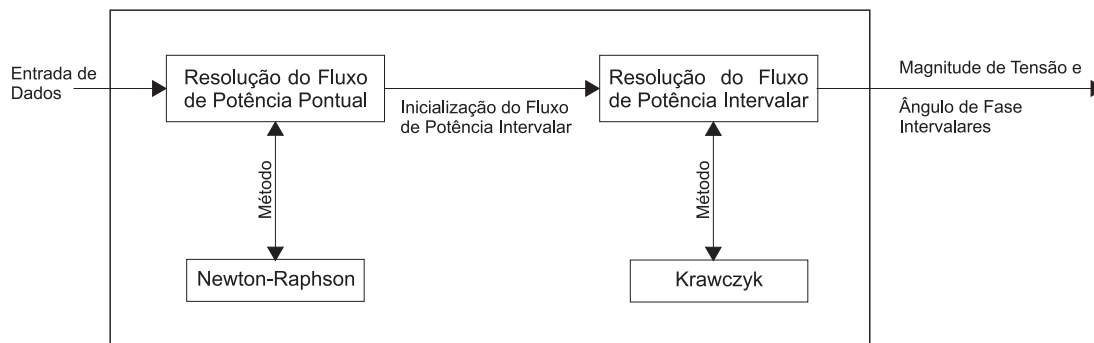 Entrada de
Dados
Resolução do Fluxo
de Potência Pontual
Inicialização do Fluxo
de Potência Intervalar
Resolução do Fluxo
de Potência Intervalar
Magnitude de Tensão e
Ângulo de Fase
Intervalares
Método
Método
Newton-Raphson
Krawczyk